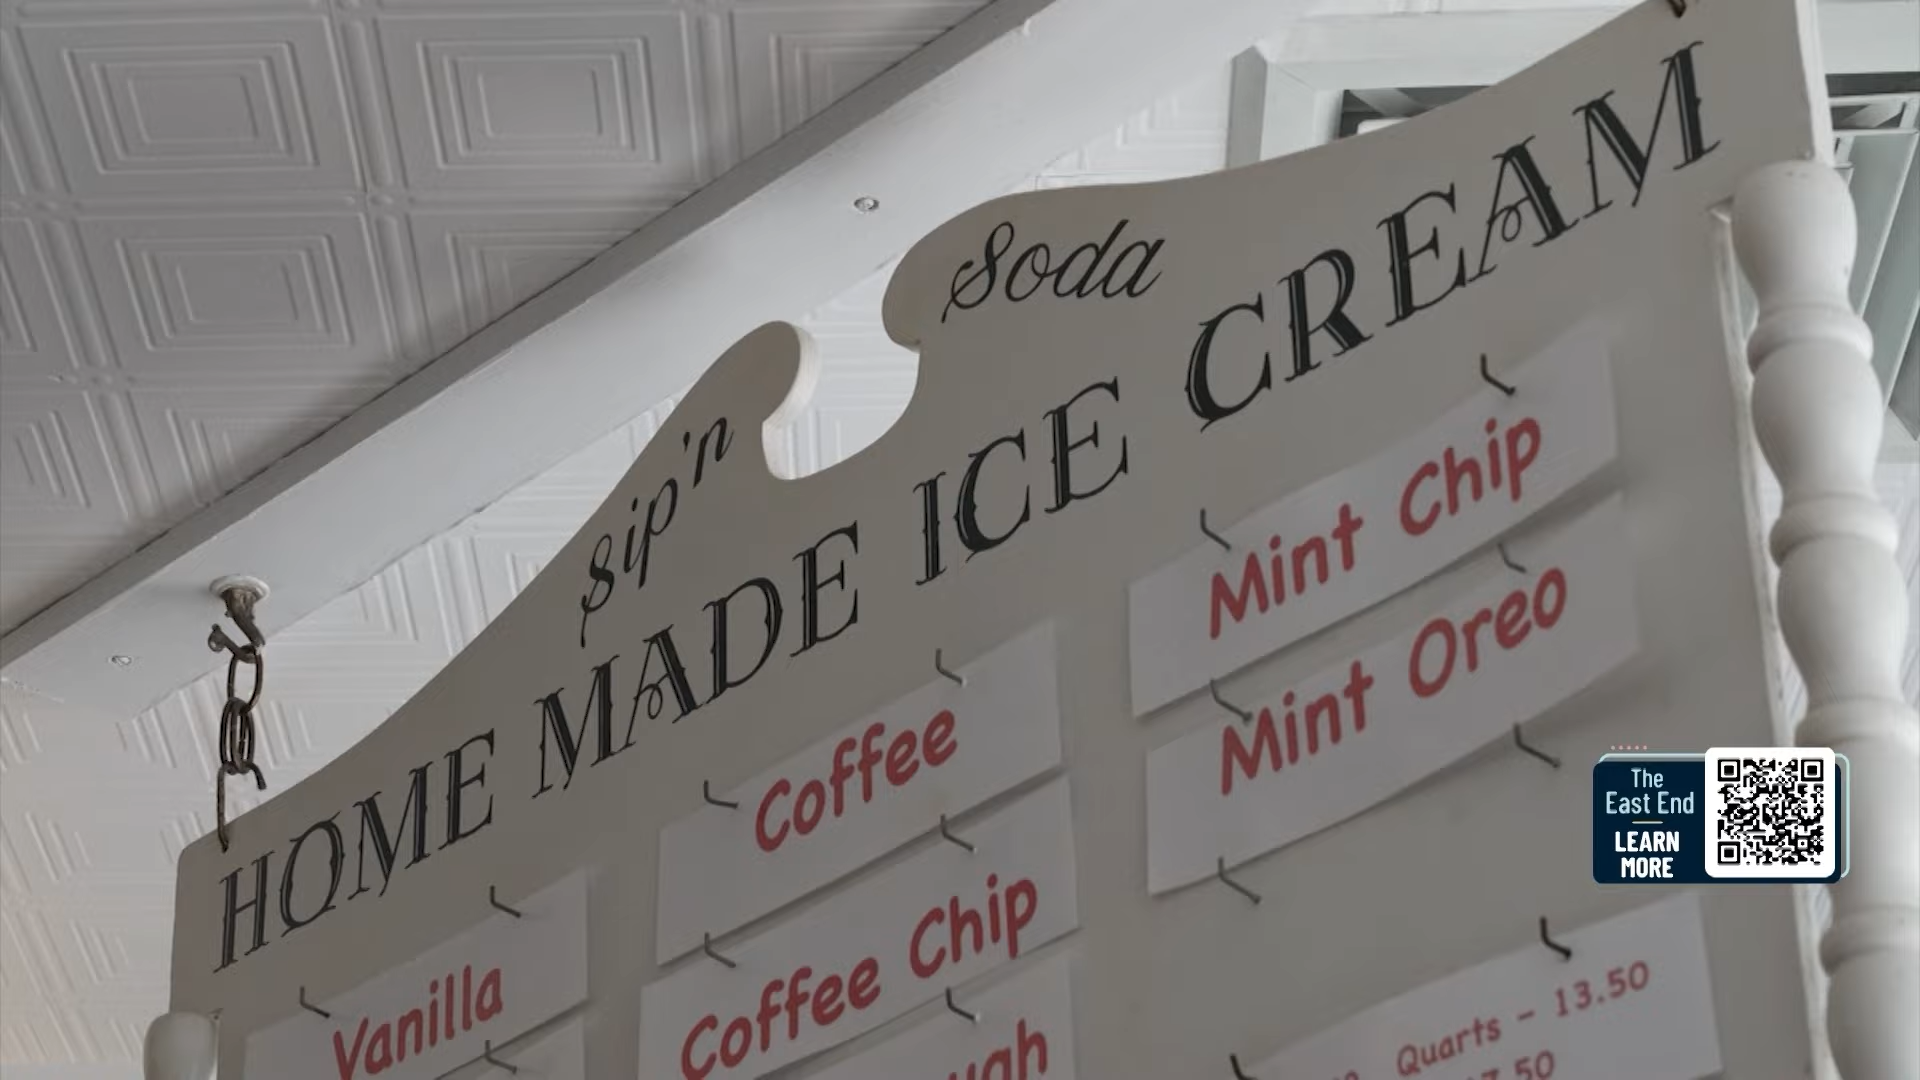 Sip'n Soda
HOME MADE ICE CREAM
Vanilla
Coffee
Coffee Chip
Mint Chip
Mint Oreo
Quarts - 13.50
The
East End
LEARN
MORE